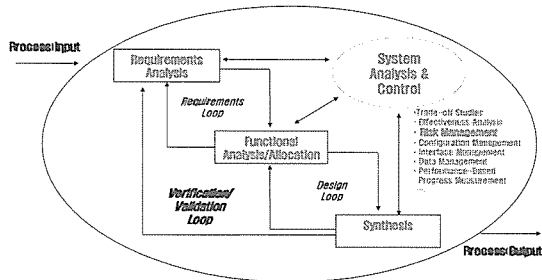 Process Input
Requirements
Analysis
System
Analysis &
Control
Requirements
Loop
·Trade-off Studies
· Effectiveness Analysis
· Risk Management
· Configuration Management
· Interface Management
· Data Management
· Performance-Based
Progress Measurement
...
Functional
Analysis/Allocation
Verification/
Validation
Loop
Design
Loop
Synthesis
Process Output